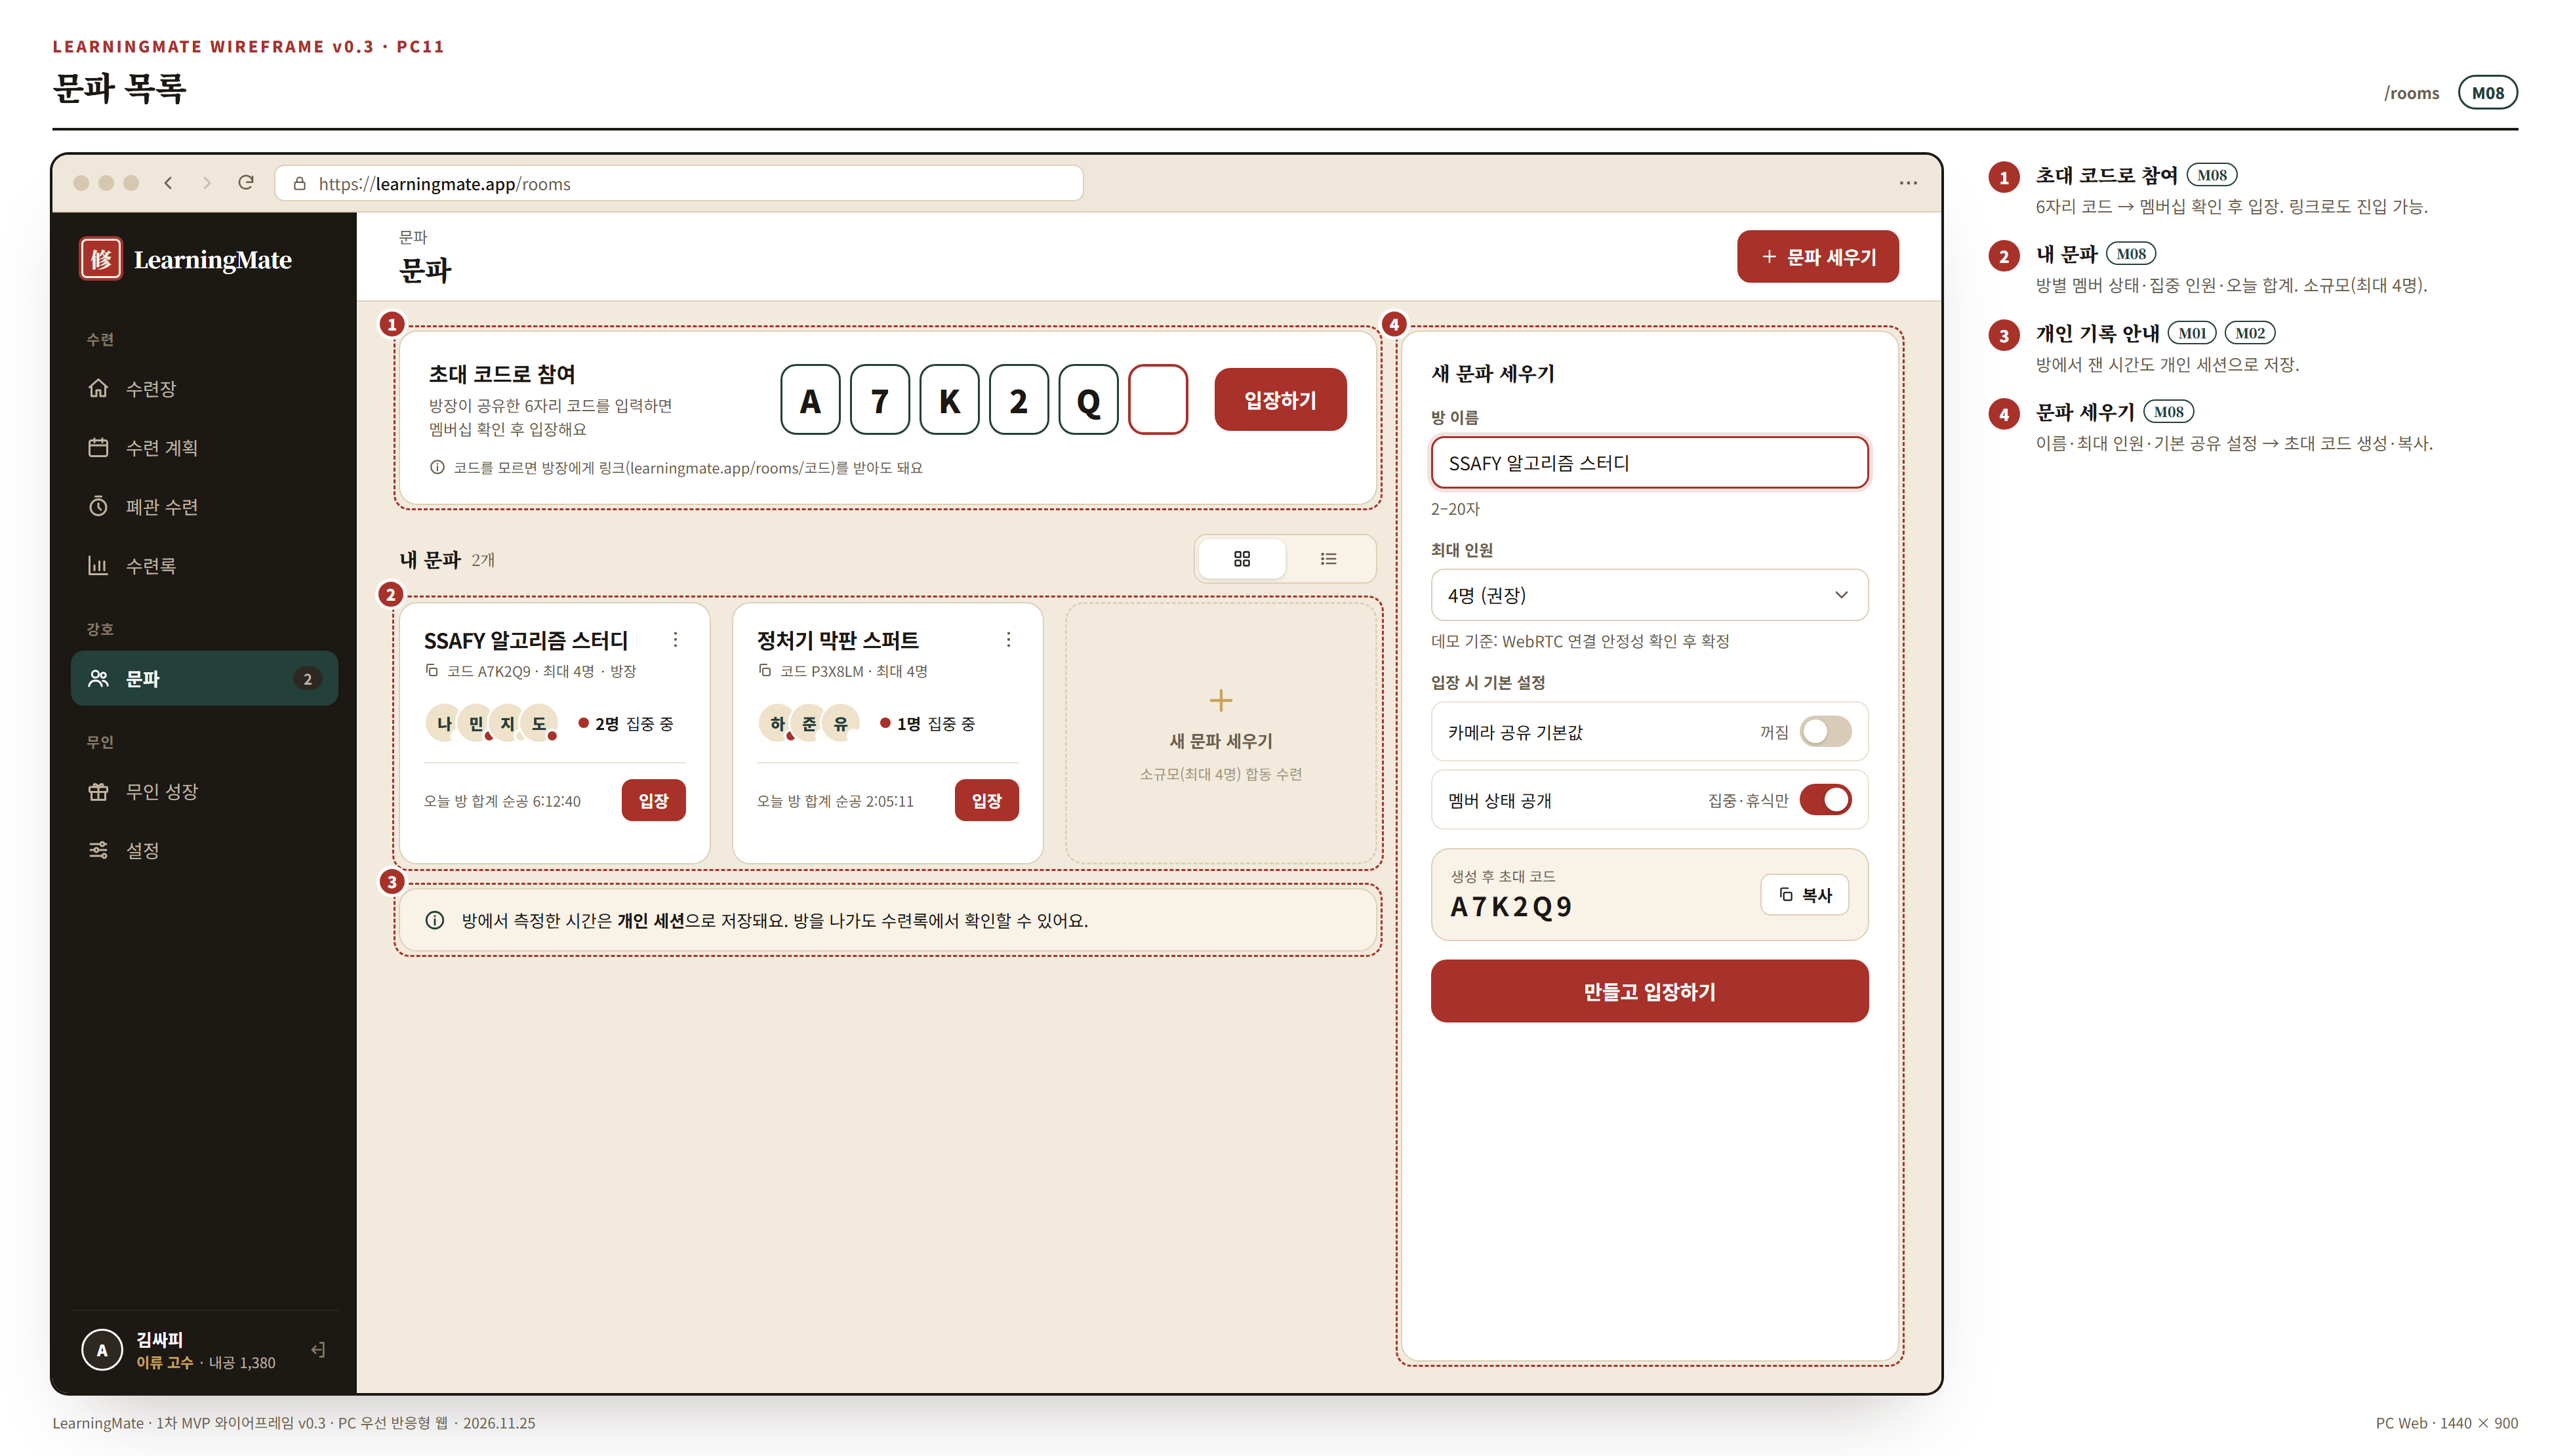 LEARNINGMATE WIREFRAME v0.3 · PC11
문파 목록
/rooms
M08
https://learningmate.app/rooms
修 LearningMate
수련
수련장
수련 계획
폐관 수련
수련록
강호
문파 2
무인
무인 성장
설정
A
김싸피
이류 고수 · 내공 1,380
문파
문파
+ 문파 세우기
1
초대 코드로 참여
방장이 공유한 6자리 코드를 입력하면
멤버십 확인 후 입장해요
A 7 K 2 Q
입장하기
코드를 모르면 방장에게 링크(learningmate.app/rooms/코드)를 받아도 돼요
내 문파 2개
2
SSAFY 알고리즘 스터디
코드 A7K2Q9 · 최대 4명 · 방장
나 민 지 도
2명 집중 중
오늘 방 합계 순공 6:12:40
입장
정처기 막판 스퍼트
코드 P3X8LM · 최대 4명
하 준 유
1명 집중 중
오늘 방 합계 순공 2:05:11
입장
+
새 문파 세우기
소규모(최대 4명) 합동 수련
3
방에서 측정한 시간은 개인 세션으로 저장돼요. 방을 나가도 수련록에서 확인할 수 있어요.
4
새 문파 세우기
방 이름
SSAFY 알고리즘 스터디
2–20자
최대 인원
4명 (권장)
데모 기준: WebRTC 연결 안정성 확인 후 확정
입장 시 기본 설정
카메라 공유 기본값 꺼짐
멤버 상태 공개 집중·휴식만
생성 후 초대 코드
A7K2Q9
복사
만들고 입장하기
1 초대 코드로 참여 M08
6자리 코드 → 멤버십 확인 후 입장. 링크로도 진입 가능.
2 내 문파 M08
방별 멤버 상태·집중 인원·오늘 합계. 소규모(최대 4명).
3 개인 기록 안내 M01 M02
방에서 잰 시간도 개인 세션으로 저장.
4 문파 세우기 M08
이름·최대 인원·기본 공유 설정 → 초대 코드 생성·복사.
LearningMate · 1차 MVP 와이어프레임 v0.3 · PC 우선 반응형 웹 · 2026.11.25
PC Web · 1440 × 900